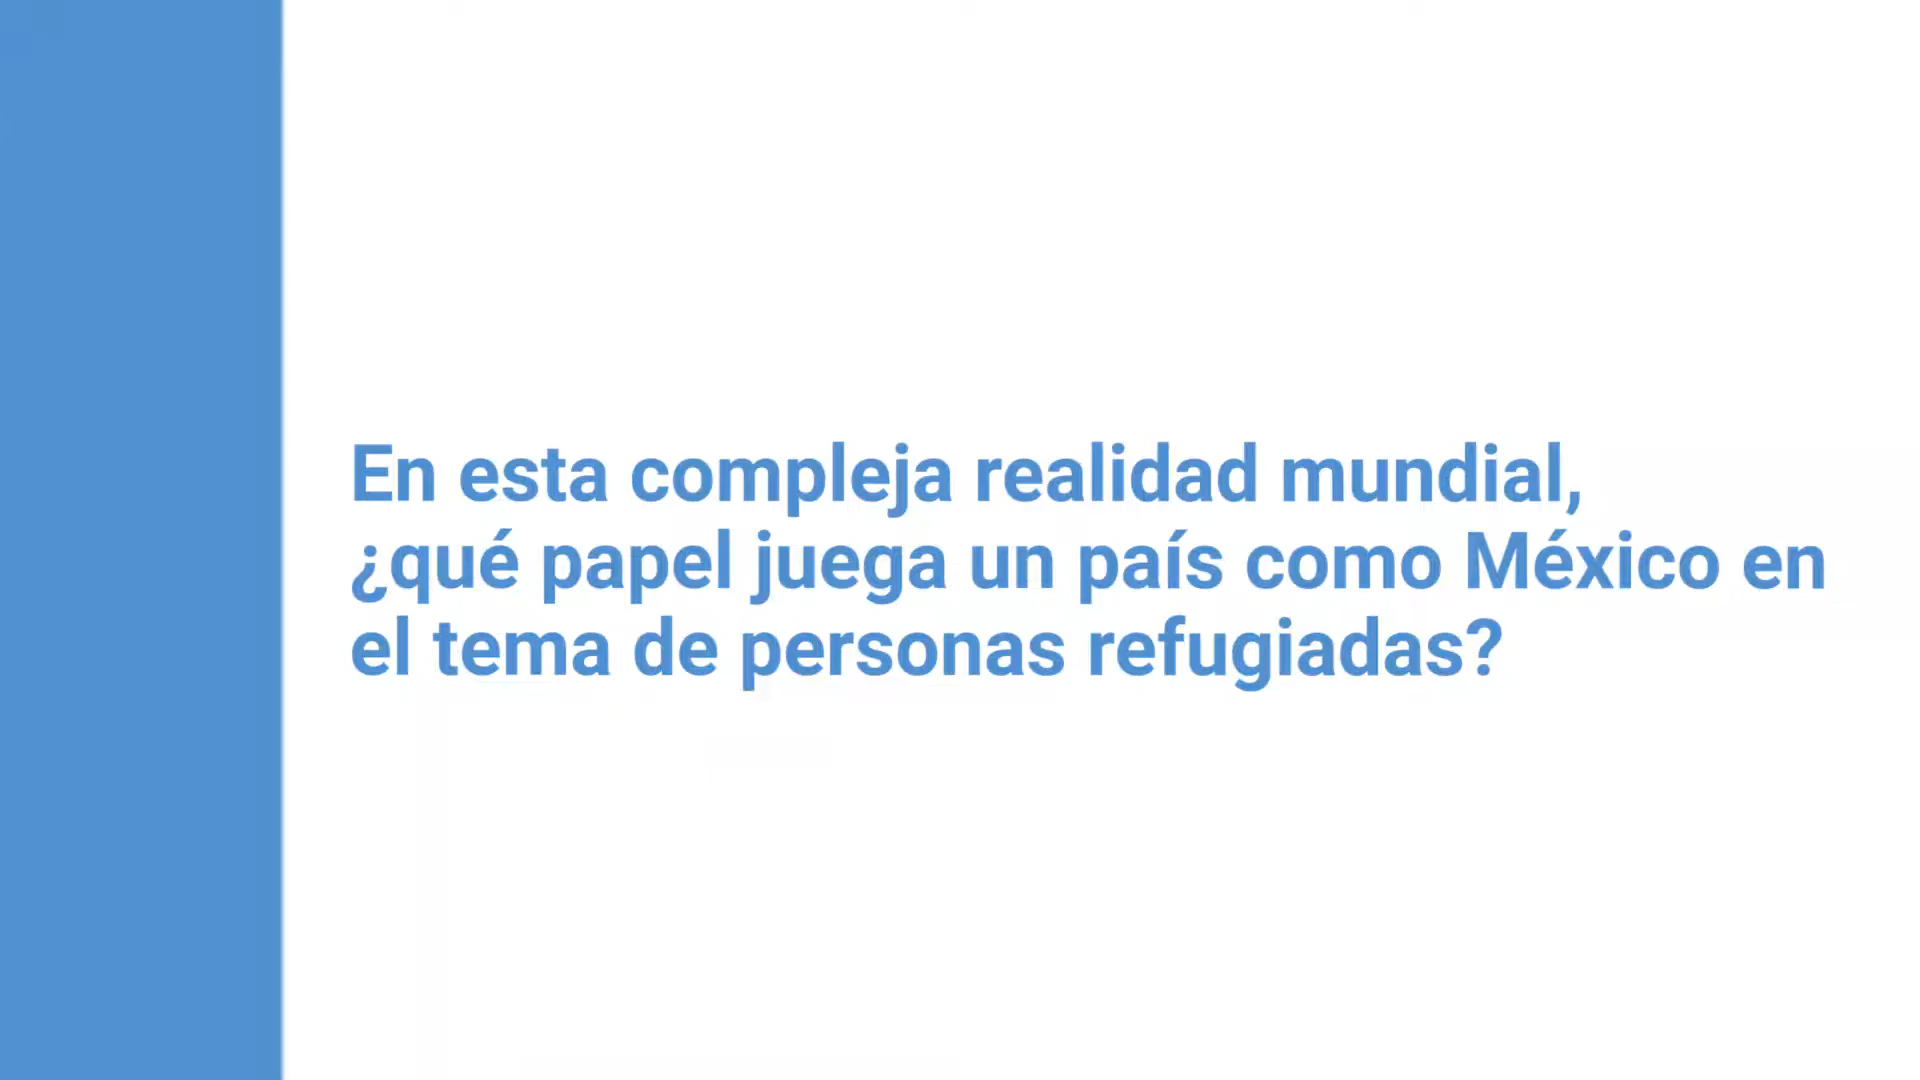 En esta compleja realidad mundial,
¿qué papel juega un país como México en
el tema de personas refugiadas?